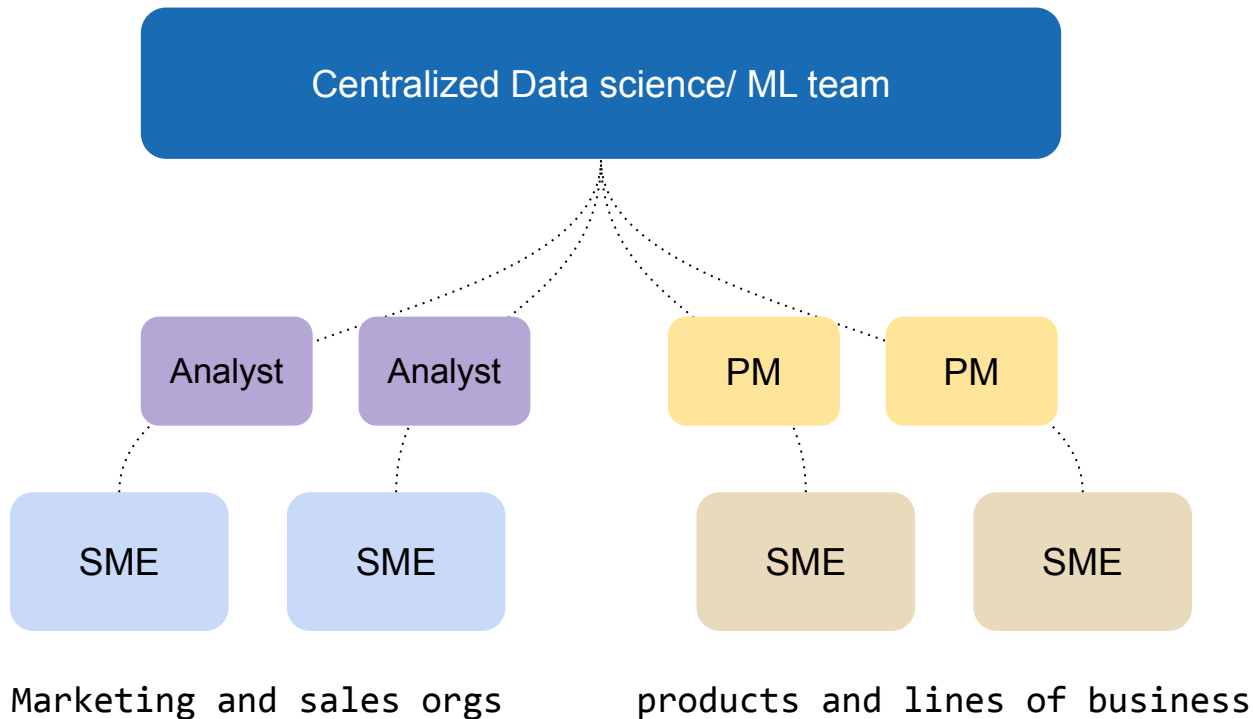 Centralized Data science/ ML team
Analyst
Analyst
PM
PM
SME
SME
SME
SME
Marketing and sales orgs
products and lines of business